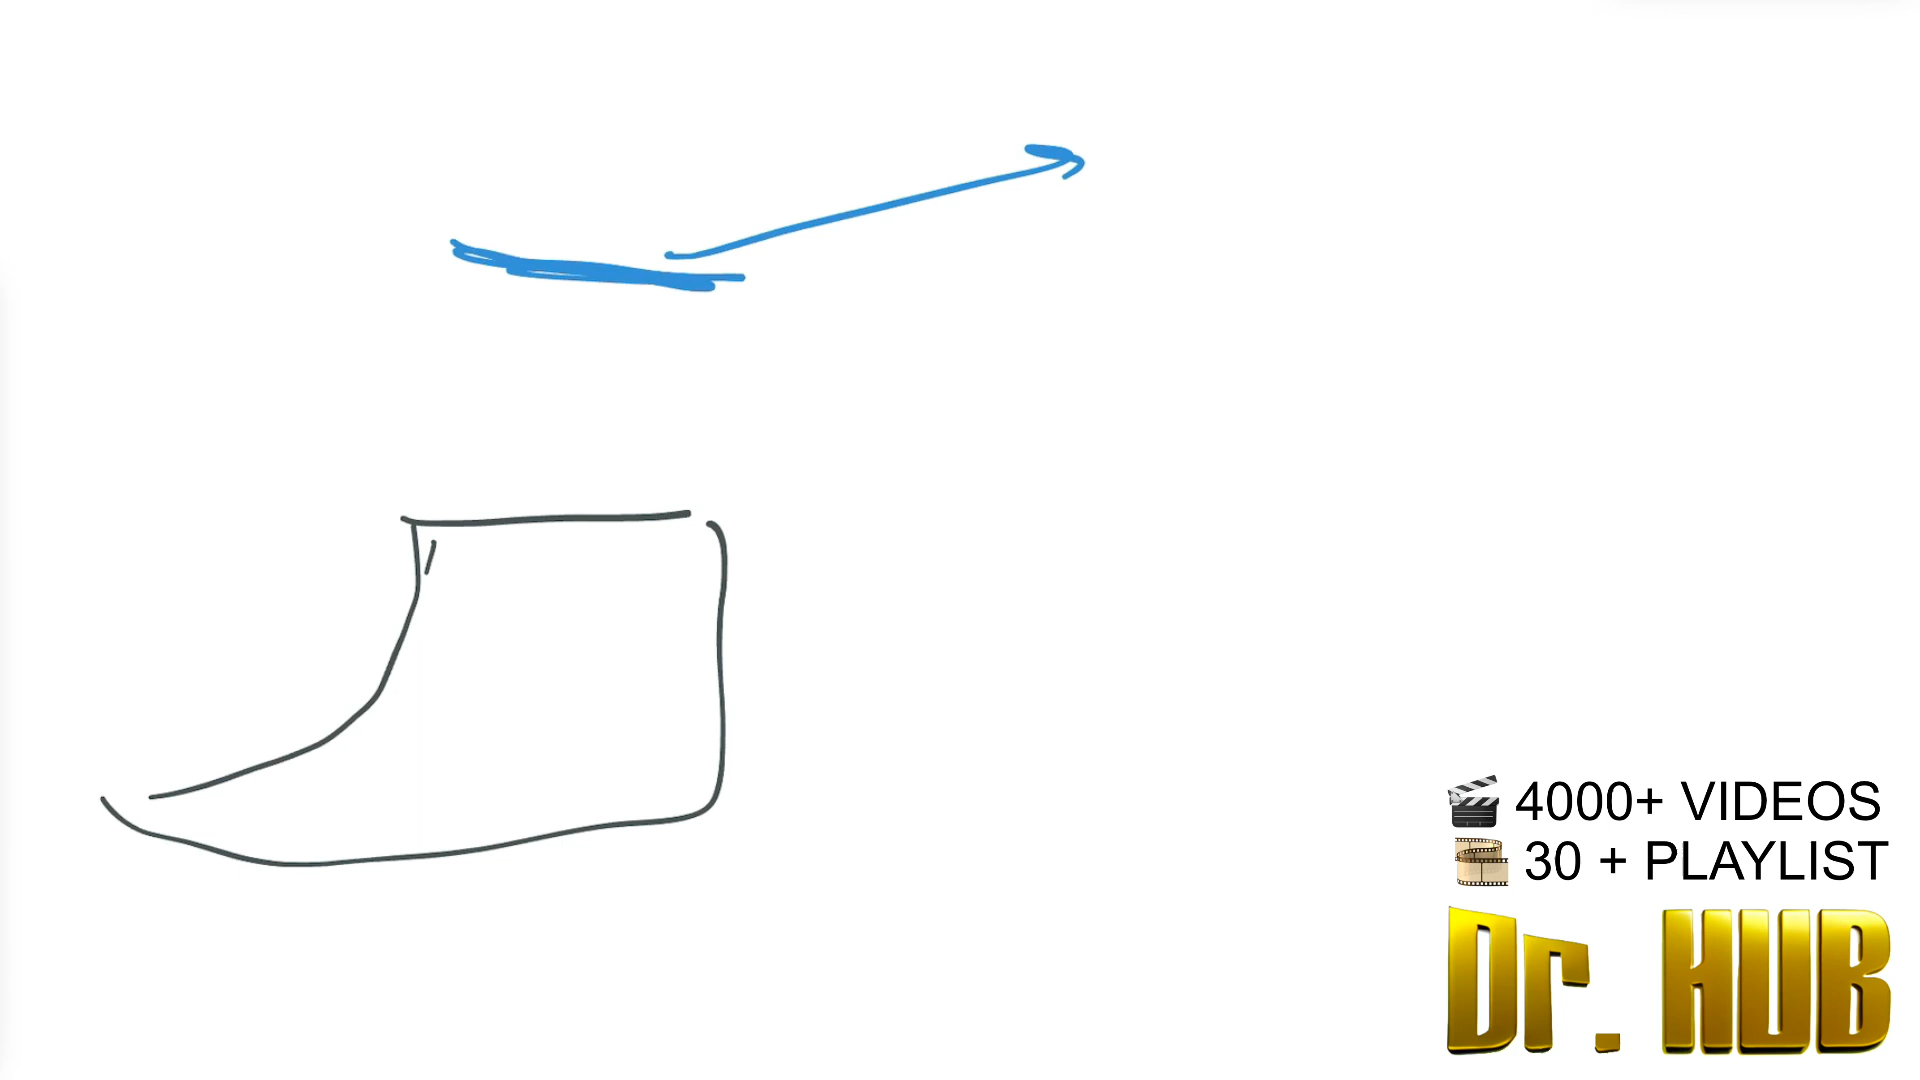 🎬 4000+ VIDEOS
🎞 30 + PLAYLIST
Dr. HUB